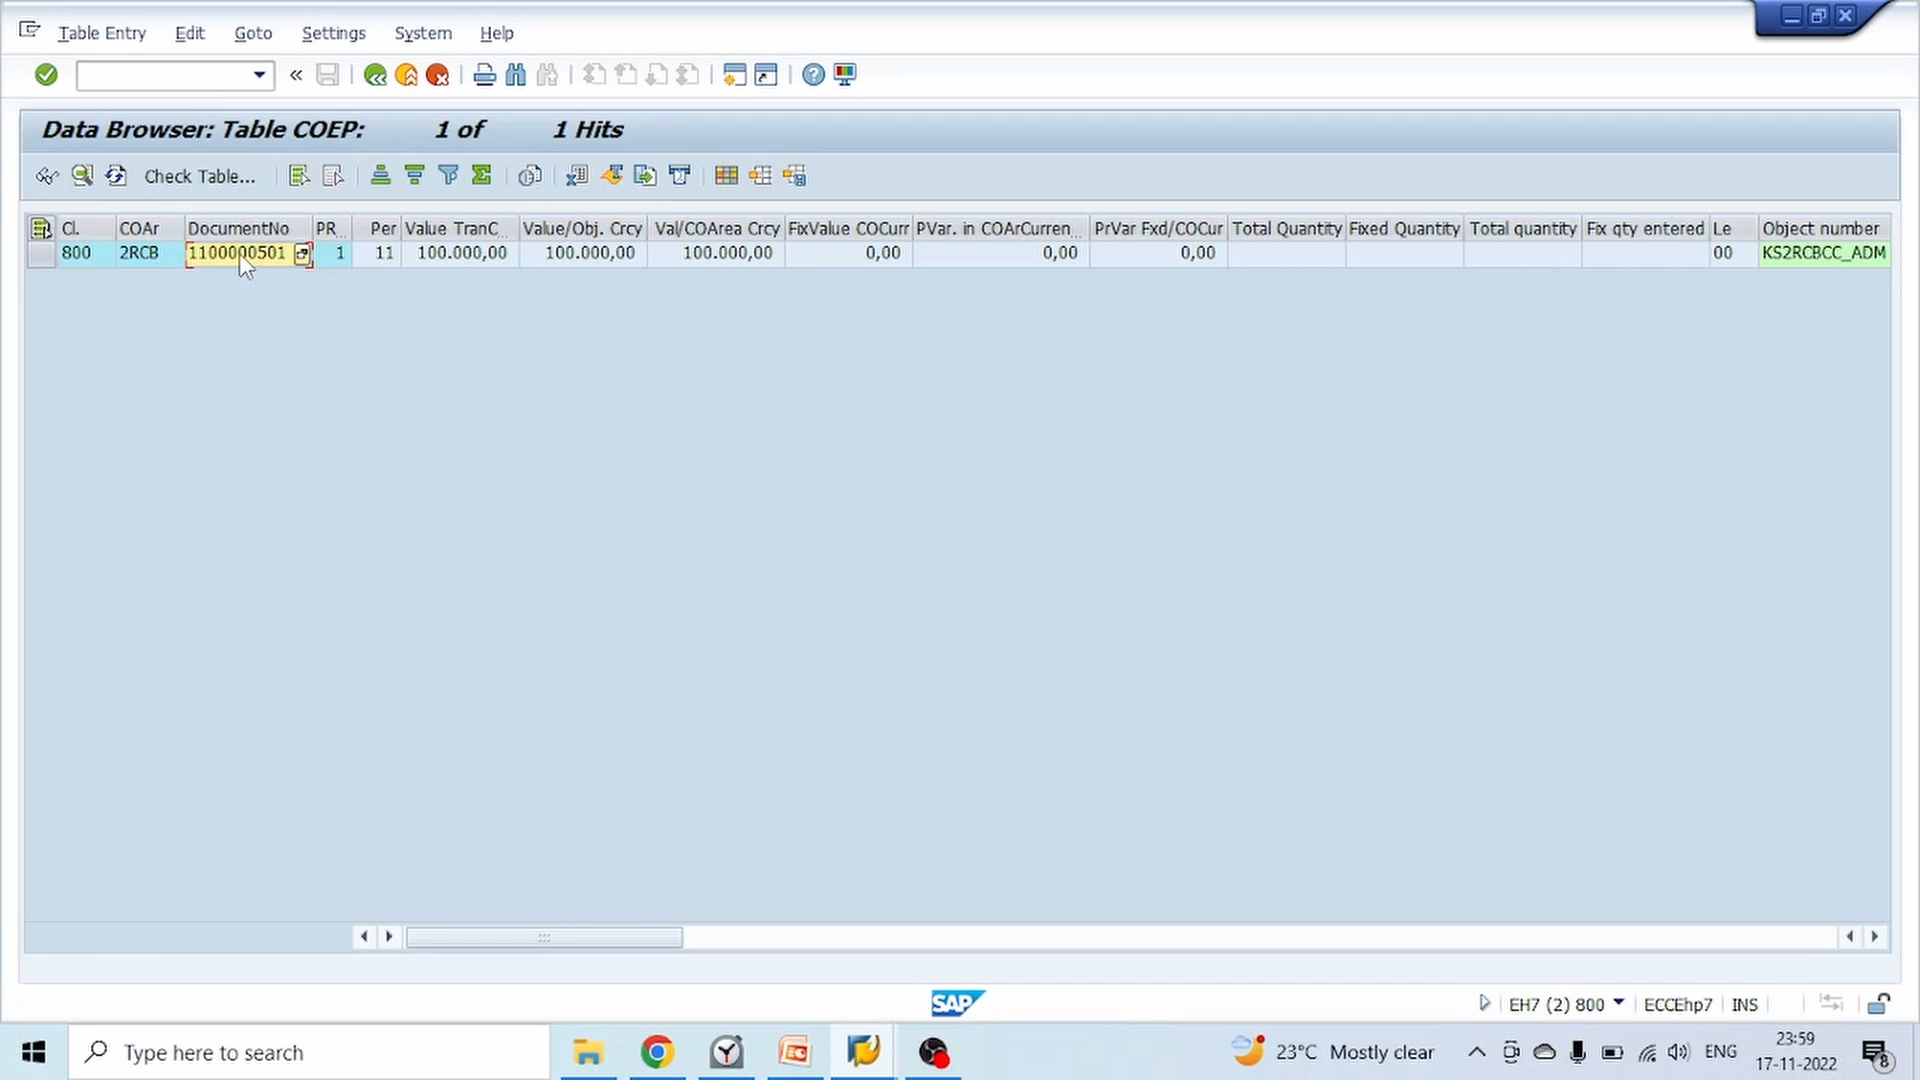 Table Entry Edit Goto Settings System Help
Data Browser: Table COEP: 1 of 1 Hits
Check Table...
Cl. COAr DocumentNo PR... Per Value TranC... Value/Obj. Crcy Val/COArea Crcy FixValue COCurr PVar. in COArCurren... PrVar Fxd/COCur Total Quantity Fixed Quantity Total quantity Fix qty entered Le Object number
800 2RCB 1100000501 1 11 100.000,00 100.000,00 100.000,00 0,00 0,00 0,00 00 KS2RCBCC_ADM
SAP
EH7 (2) 800 ECCEhp7 INS
Type here to search
23°C Mostly clear
ENG
23:59
17-11-2022
8